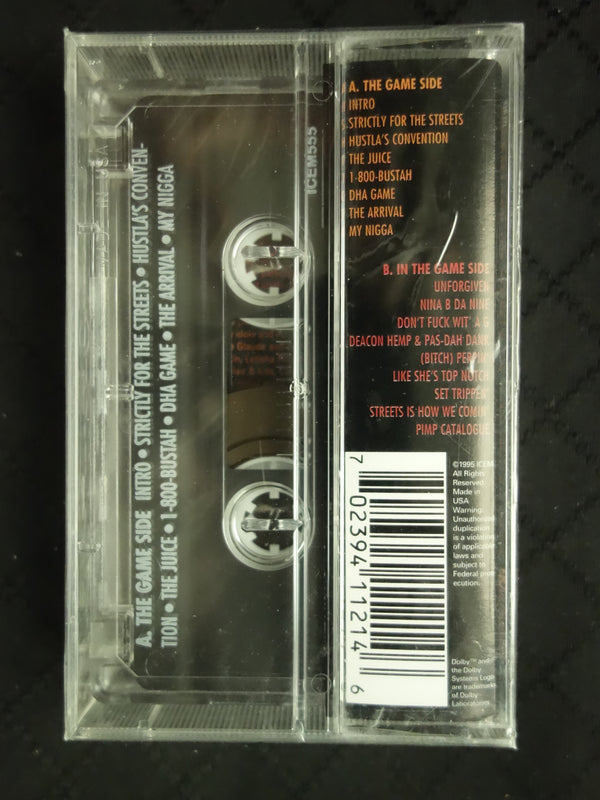 A. THE GAME SIDE
INTRO
STRICTLY FOR THE STREETS
HUSTLA'S CONVENTION
THE JUICE
1-800-BUSTAH
DHA GAME
THE ARRIVAL
MY NIGGA
B. IN THE GAME SIDE
UNFORGIVEN
NINA B DA NINE
DON'T FUCK WIT' A G
DEACON HEMP & PAS-DAH DANK
(BITCH) PERPIN'
LIKE SHE'S TOP NOTCH
SET TRIPPEN'
STREETS IS HOW WE COMIN'
PIMP CATALOGUE
©1995 ICEM
All Rights
Reserved.
Made in
USA
Warning:
Unauthorized
duplication
is a violation
of applicable
laws and
subject to
Federal pros-
ecution.
Dolby™ and
the Dolby
Systems Logo
are trademarks
of Dolby
Laboratories
7 02394 11214 6
ICEM555
A. THE GAME SIDE INTRO • STRICTLY FOR THE STREETS • HUSTLA'S CONVEN-
TION • THE JUICE • 1-800-BUSTAH • DHA GAME • THE ARRIVAL • MY NIGGA